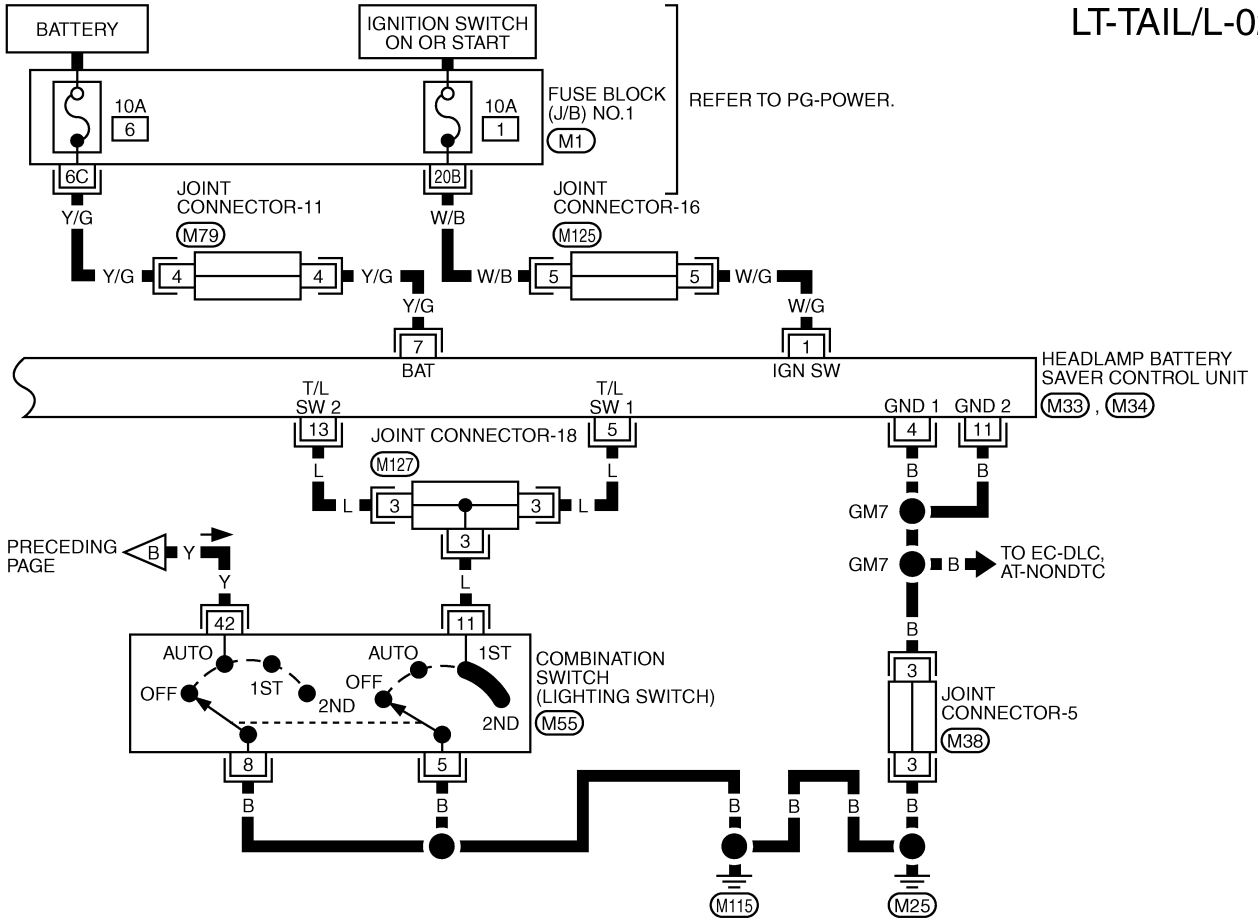 LT-TAIL/L-0
BATTERY
IGNITION SWITCH
ON OR START
10A
6
10A
1
FUSE BLOCK
(J/B) NO.1
M1
REFER TO PG-POWER.
6C
20B
JOINT
CONNECTOR-11
M79
JOINT
CONNECTOR-16
M125
Y/G
W/B
Y/G
4
4
Y/G
W/B
5
5
W/G
Y/G
W/G
7
1
BAT
IGN SW
HEADLAMP BATTERY
SAVER CONTROL UNIT
M33 , M34
T/L
SW 2
T/L
SW 1
GND 1
GND 2
13
5
4
11
JOINT CONNECTOR-18
M127
L
L
B
B
L
3
3
L
3
GM7
PRECEDING
PAGE
B
Y
GM7
B
TO EC-DLC,
AT-NONDTC
Y
L
42
11
B
AUTO
1ST
OFF
2ND
AUTO
1ST
OFF
2ND
COMBINATION
SWITCH
(LIGHTING SWITCH)
M55
3
JOINT
CONNECTOR-5
M38
3
8
5
B
B
B
B
B
B
M115
M25